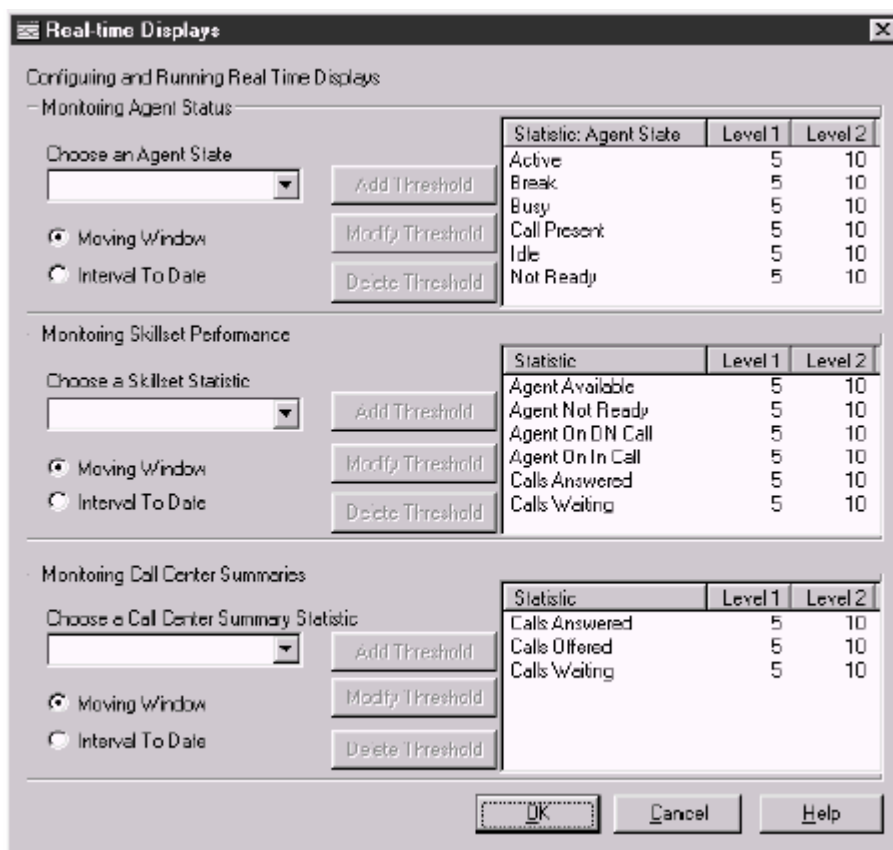 Real-time Displays
Configuring and Running Real Time Displays
Monitoring Agent Status
Choose an Agent State
Moving Window
Interval To Date
Add Threshold
Modify Threshold
Delete Threshold
Statistic: Agent State Level 1 Level 2
Active 5 10
Break 5 10
Busy 5 10
Call Present 5 10
Idle 5 10
Not Ready 5 10
Monitoring Skillset Performance
Choose a Skillset Statistic
Moving Window
Interval To Date
Add Threshold
Modify Threshold
Delete Threshold
Statistic Level 1 Level 2
Agent Available 5 10
Agent Not Ready 5 10
Agent On DN Call 5 10
Agent On In Call 5 10
Calls Answered 5 10
Calls Waiting 5 10
Monitoring Call Center Summaries
Choose a Call Center Summary Statistic
Moving Window
Interval To Date
Add Threshold
Modify Threshold
Delete Threshold
Statistic Level 1 Level 2
Calls Answered 5 10
Calls Offered 5 10
Calls Waiting 5 10
OK Cancel Help